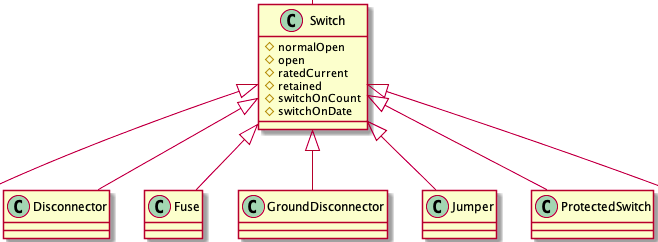 C Switch
normalOpen
open
ratedCurrent
retained
switchOnCount
switchOnDate
C Disconnector
C Fuse
C GroundDisconnector
C Jumper
C ProtectedSwitch